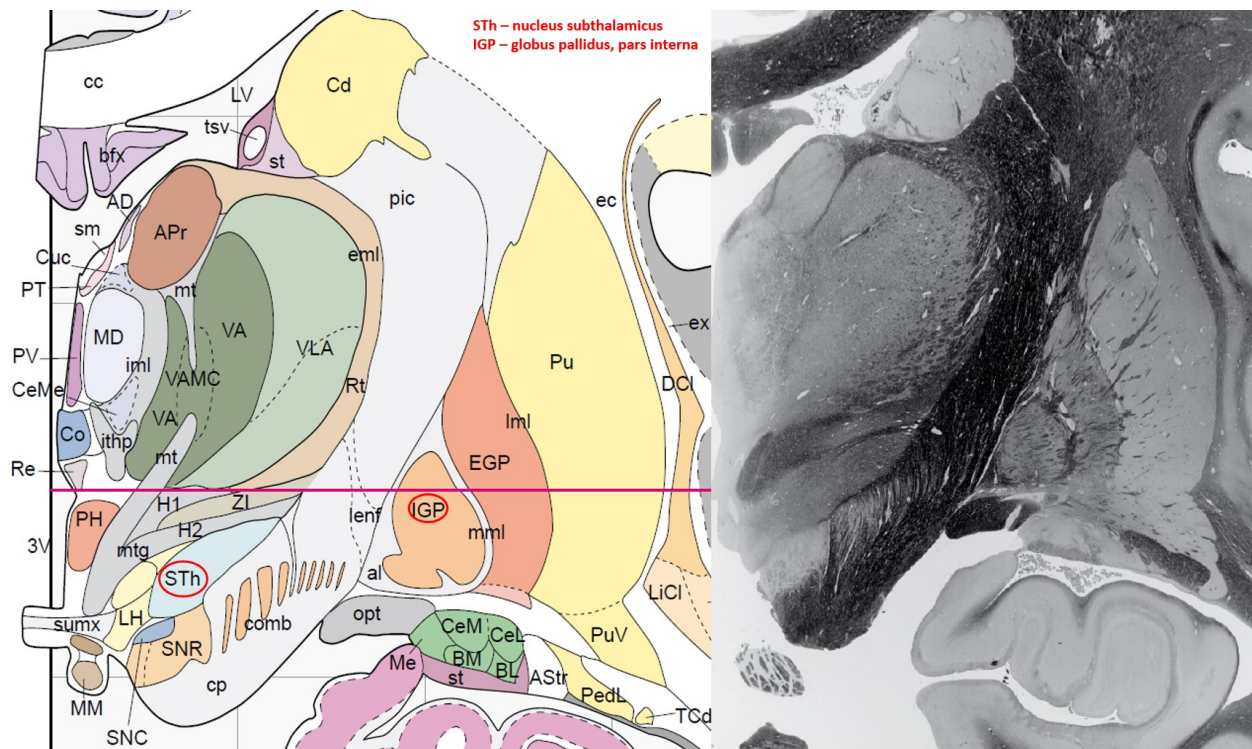 STh – nucleus subthalamicus
IGP – globus pallidus, pars interna
cc
LV
Cd
tsv
st
bfx
AD
sm
APr
pic
ec
Cuc
eml
PT
mt
MD
VA
ex
PV
iml
VLA
Pu
CeMe
VAMC
Rt
DCl
VA
lml
Co
ithp
mt
EGP
Re
H1
ZI
IGP
PH
H2
lenf
mml
3V
mtg
STh
al
LiCl
sumx
LH
comb
opt
CeM
CeL
PuV
SNR
Me
BM
BL
cp
st
AStr
PedL
MM
TCd
SNC